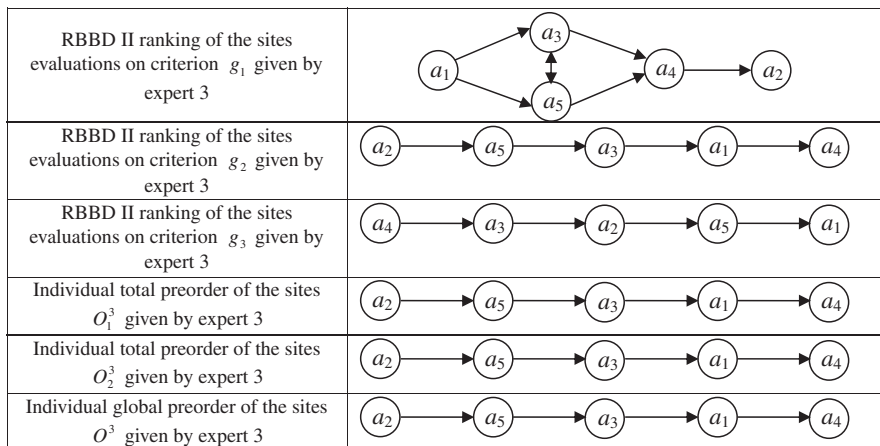 RBBD II ranking of the sites
evaluations on criterion g₁ given by
expert 3
a₁ a₃ a₅ a₄ a₂
RBBD II ranking of the sites
evaluations on criterion g₂ given by
expert 3
a₂ a₅ a₃ a₁ a₄
RBBD II ranking of the sites
evaluations on criterion g₃ given by
expert 3
a₄ a₃ a₂ a₅ a₁
Individual total preorder of the sites
O₁³ given by expert 3
a₂ a₅ a₃ a₁ a₄
Individual total preorder of the sites
O₂³ given by expert 3
a₂ a₅ a₃ a₁ a₄
Individual global preorder of the sites
O³ given by expert 3
a₂ a₅ a₃ a₁ a₄